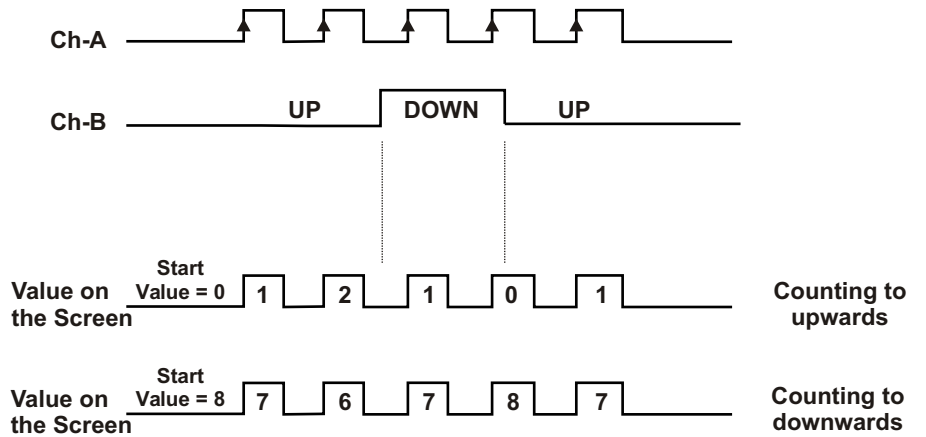 Ch-A
Ch-B
UP
DOWN
UP
Value on
the Screen
Start
Value = 0
1
2
1
0
1
Counting to
upwards
Value on
the Screen
Start
Value = 8
7
6
7
8
7
Counting to
downwards